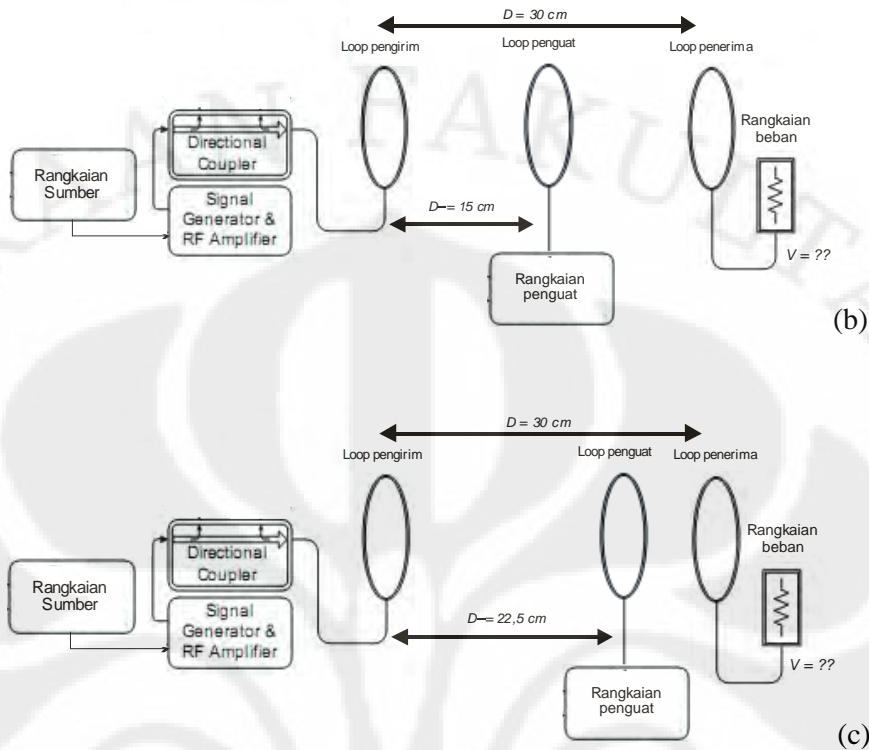 D = 30 cm
Loop pengirim
Loop penguat
Loop penerima
Rangkaian
beban
Directional
Coupler
Rangkaian
Sumber
Signal
Generator &
RF Amplifier
D = 15 cm
V = ??
Rangkaian
penguat
(b)
D = 30 cm
Loop pengirim
Loop penguat
Loop penerima
Rangkaian
beban
Directional
Coupler
Rangkaian
Sumber
Signal
Generator &
RF Amplifier
D = 22,5 cm
V = ??
Rangkaian
penguat
(c)